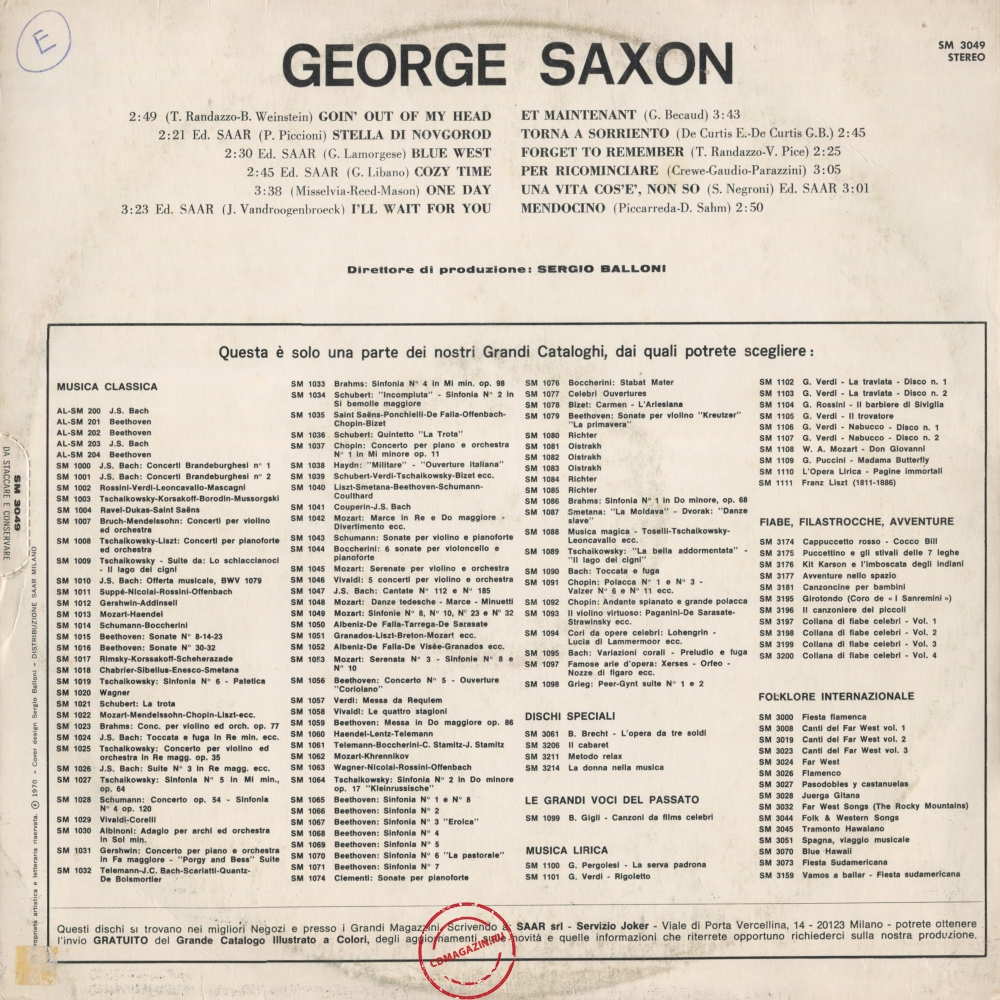 E
GEORGE SAXON
SM 3049
STEREO
2:49 (T. Randazzo-B. Weinstein) GOIN' OUT OF MY HEAD
2:21 Ed. SAAR (P. Piccioni) STELLA DI NOVGOROD
2:30 Ed. SAAR (G. Lamorgese) BLUE WEST
2:45 Ed. SAAR (G. Libano) COZY TIME
3:38 (Misselvia-Reed-Mason) ONE DAY
3:23 Ed. SAAR (J. Vandroogenbroeck) I'LL WAIT FOR YOU
ET MAINTENANT (G. Becaud) 3:43
TORNA A SORRIENTO (De Curtis E.-De Curtis G.B.) 2:45
FORGET TO REMEMBER (T. Randazzo-V. Pice) 2:25
PER RICOMINCIARE (Crewe-Gaudio-Parazzini) 3:05
UNA VITA COS'E', NON SO (S. Negroni) Ed. SAAR 3:01
MENDOCINO (Piccarreda-D. Sahm) 2:50
Direttore di produzione: SERGIO BALLONI
Questa è solo una parte dei nostri Grandi Cataloghi, dai quali potrete scegliere:
MUSICA CLASSICA
AL-SM 200 J.S. Bach
AL-SM 201 Beethoven
AL-SM 202 Beethoven
AL-SM 203 J.S. Bach
AL-SM 204 Beethoven
SM 1000 J.S. Bach: Concerti Brandeburghesi n° 1
SM 1001 J.S. Bach: Concerti Brandeburghesi n° 2
SM 1002 Rossini-Verdi-Leoncavallo-Mascagni
SM 1003 Tschaikowsky-Korsakoff-Borodin-Mussorgski
SM 1004 Ravel-Dukas-Saint Saëns
SM 1007 Bruch-Mendelssohn: Concerti per violino
ed orchestra
SM 1008 Tschaikowsky-Liszt: Concerti per pianoforte
ed orchestra
SM 1009 Tschaikowsky - Suite da: Lo schiaccianoci
- Il lago dei cigni
SM 1010 J.S. Bach: Offerta musicale, BWV 1079
SM 1011 Suppé-Nicolai-Rossini-Offenbach
SM 1012 Gershwin-Addinsell
SM 1013 Mozart-Haendel
SM 1014 Schumann-Boccherini
SM 1015 Beethoven: Sonate N° 8-14-23
SM 1016 Beethoven: Sonate N° 30-32
SM 1017 Rimsky-Korssakoff-Scheherazade
SM 1018 Chabrier-Sibelius-Enesco-Smetana
SM 1019 Tschaikowsky: Sinfonia N° 6 - Patetica
SM 1020 Wagner
SM 1021 Schubert: La trota
SM 1022 Mozart-Mendelssohn-Chopin-Liszt-ecc.
SM 1023 Brahms: Conc. per violino ed orch. op. 77
SM 1024 J.S. Bach: Toccata e fuga in Re min. ecc.
SM 1025 Tschaikowsky: Concerto per violino ed
orchestra in Re magg. op. 35
SM 1026 J.S. Bach: Suite N° 3 in Re magg. ecc.
SM 1027 Tschaikowsky: Sinfonia N° 5 in Mi min.,
op. 64
SM 1028 Schumann: Concerto op. 54 - Sinfonia
N° 4 op. 120
SM 1029 Vivaldi-Corelli
SM 1030 Albinoni: Adagio per archi ed orchestra
in Sol min.
SM 1031 Gershwin: Concerto per piano e orchestra
in Fa maggiore - "Porgy and Bess" Suite
SM 1032 Telemann-J.C. Bach-Scarlatti-Quantz-
De Boismortier
SM 1033 Brahms: Sinfonia N° 4 in Mi min. op. 98
SM 1034 Schubert: "Incompiuta" - Sinfonia N° 2 in
Si bemolle maggiore
SM 1035 Saint Saëns-Ponchielli-De Falla-Offenbach-
Chopin-Bizet
SM 1036 Schubert: Quintetto "La Trota"
SM 1037 Chopin: Concerto per piano e orchestra
N° 1 in Mi minore op. 11
SM 1038 Haydn: "Militare" - "Ouverture italiana"
SM 1039 Schubert-Verdi-Tschaikowsky-Bizet ecc.
SM 1040 Liszt-Smetana-Beethoven-Schumann-
Coulthard
SM 1041 Couperin-J.S. Bach
SM 1042 Mozart: Marce in Re e Do maggiore -
Divertimento ecc.
SM 1043 Schumann: Sonate per violino e pianoforte
SM 1044 Boccherini: 6 sonate per violoncello e
pianoforte
SM 1045 Mozart: Serenate per violino e orchestra
SM 1046 Vivaldi: 5 concerti per violino e orchestra
SM 1047 J.S. Bach: Cantate N° 112 e N° 185
SM 1048 Mozart: Danze tedesche - Marce - Minuetti
SM 1049 Mozart: Sinfonie N° 8, N° 10, N° 23 e N° 32
SM 1050 Albeniz-De Falla-Tarrega-De Sarasate
SM 1051 Granados-Liszt-Breton-Mozart ecc.
SM 1052 Albeniz-De Falla-De Visée-Granados ecc.
SM 1053 Mozart: Serenata N° 3 - Sinfonie N° 8 e
N° 10
SM 1056 Beethoven: Concerto N° 5 - Ouverture
"Coriolano"
SM 1057 Verdi: Messa da Requiem
SM 1058 Vivaldi: Le quattro stagioni
SM 1059 Beethoven: Messa in Do maggiore op. 86
SM 1060 Haendel-Lentz-Telemann
SM 1061 Telemann-Boccherini-C. Stamitz-J. Stamitz
SM 1062 Mozart-Khrennikov
SM 1063 Wagner-Nicolai-Rossini-Offenbach
SM 1064 Tschaikowsky: Sinfonia N° 2 in Do minore
op. 17 "Kleinrussische"
SM 1065 Beethoven: Sinfonia N° 1 e N° 8
SM 1066 Beethoven: Sinfonia N° 2
SM 1067 Beethoven: Sinfonia N° 3 "Eroica"
SM 1068 Beethoven: Sinfonia N° 4
SM 1069 Beethoven: Sinfonia N° 5
SM 1070 Beethoven: Sinfonia N° 6 "La pastorale"
SM 1071 Beethoven: Sinfonia N° 7
SM 1074 Clementi: Sonate per pianoforte
SM 1076 Boccherini: Stabat Mater
SM 1077 Celebri Ouvertures
SM 1078 Bizet: Carmen - L'Arlesiana
SM 1079 Beethoven: Sonate per violino "Kreutzer"
"La primavera"
SM 1080 Richter
SM 1081 Oistrakh
SM 1082 Oistrakh
SM 1083 Oistrakh
SM 1084 Richter
SM 1085 Richter
SM 1086 Brahms: Sinfonia N° 1 in Do minore, op. 68
SM 1087 Smetana: "La Moldava" - Dvorak: "Danze
slave"
SM 1088 Musica magica - Toselli-Tschaikowsky-
Leoncavallo ecc.
SM 1089 Tschaikowsky: "La bella addormentata" -
"Il lago dei cigni"
SM 1090 Bach: Toccata e fuga
SM 1091 Chopin: Polacca N° 1 e N° 3 -
Valzer N° 6 e N° 11 ecc.
SM 1092 Chopin: Andante spianato e grande polacca
SM 1093 Il violino virtuoso: Paganini-De Sarasate-
Strawinsky ecc.
SM 1094 Cori da opere celebri: Lohengrin -
Lucia di Lammermoor ecc.
SM 1095 Bach: Variazioni corali - Preludio e fuga
SM 1097 Famose arie d'opera: Xerses - Orfeo -
Nozze di figaro ecc.
SM 1098 Grieg: Peer-Gynt suite N° 1 e 2
DISCHI SPECIALI
SM 3061 B. Brecht - L'opera da tre soldi
SM 3206 Il cabaret
SM 3211 Metodo relax
SM 3214 La donna nella musica
LE GRANDI VOCI DEL PASSATO
SM 1099 B. Gigli - Canzoni da films celebri
MUSICA LIRICA
SM 1100 G. Pergolesi - La serva padrona
SM 1101 G. Verdi - Rigoletto
SM 1102 G. Verdi - La traviata - Disco n. 1
SM 1103 G. Verdi - La traviata - Disco n. 2
SM 1104 G. Rossini - Il barbiere di Siviglia
SM 1105 G. Verdi - Il trovatore
SM 1106 G. Verdi - Nabucco - Disco n. 1
SM 1107 G. Verdi - Nabucco - Disco n. 2
SM 1108 W. A. Mozart - Don Giovanni
SM 1109 G. Puccini - Madama Butterfly
SM 1110 L'Opera Lirica - Pagine immortali
SM 1111 Franz Liszt (1811-1886)
FIABE, FILASTROCCHE, AVVENTURE
SM 3174 Cappuccetto rosso - Cocco Bill
SM 3175 Puccettino e gli stivali delle 7 leghe
SM 3176 Kit Karson e l'imboscata degli indiani
SM 3177 Avventure nello spazio
SM 3181 Canzoncine per bambini
SM 3195 Girotondo (Coro de « I Sanremini »)
SM 3196 Il canzoniere dei piccoli
SM 3197 Collana di fiabe celebri - Vol. 1
SM 3198 Collana di fiabe celebri - Vol. 2
SM 3199 Collana di fiabe celebri - Vol. 3
SM 3200 Collana di fiabe celebri - Vol. 4
FOLKLORE INTERNAZIONALE
SM 3000 Fiesta flamenca
SM 3008 Canti del Far West vol. 1
SM 3019 Canti del Far West vol. 2
SM 3023 Canti del Far West vol. 3
SM 3024 Far West
SM 3026 Flamenco
SM 3027 Pasodobles y castanuelas
SM 3028 Juerga Gitana
SM 3032 Far West Songs (The Rocky Mountains)
SM 3044 Folk & Western Songs
SM 3045 Tramonto Hawaiano
SM 3051 Spagna, viaggio musicale
SM 3070 Blue Hawaii
SM 3073 Fiesta Sudamericana
SM 3159 Vamos a bailar - Fiesta sudamericana
Questi dischi si trovano nei migliori Negozi e presso i Grandi Magazzini. Scrivendo a SAAR srl - Servizio Joker - Viale di Porta Vercellina, 14 - 20123 Milano - potrete ottenere
l'invio GRATUITO del Grande Catalogo Illustrato a Colori, degli aggiornamenti sulle novità e quelle informazioni che riterrete opportuno richiederci sulla nostra produzione.
CDMAGAZIN.RU
SM 3049
DA STACCARE E CONSERVARE
Proprietà artistica e letteraria riservata. © 1970 - Cover design Sergio Balloni - DISTRIBUZIONE SAAR MILANO